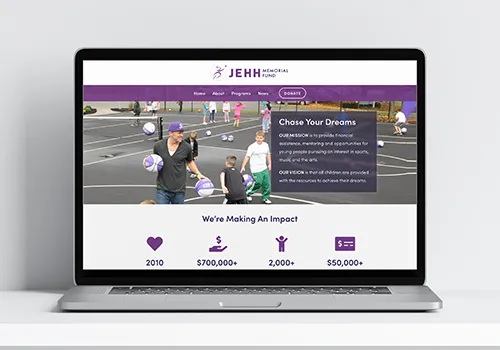 JEHH MEMORIAL
FUND
Home About Programs News DONATE
Chase Your Dreams
OUR MISSION is to provide financial
assistance, mentoring and opportunities for
young people pursuing an interest in sports,
music, and the arts.
OUR VISION is that all children are provided
with the resources to achieve their dreams.
We're Making An Impact
2010 $700,000+ 2,000+ $50,000+